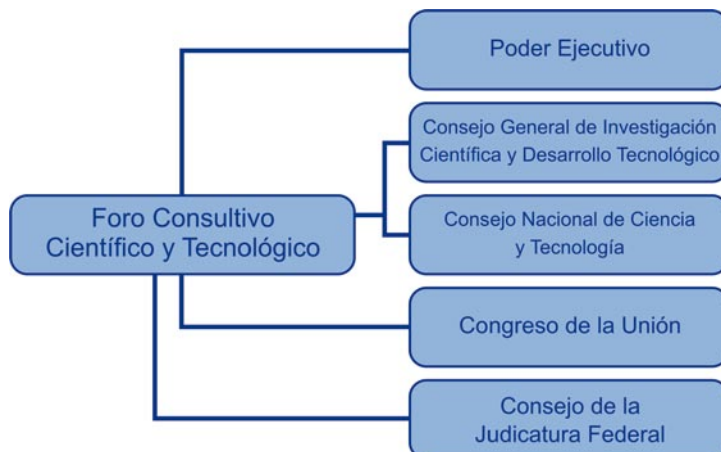 Poder Ejecutivo
Consejo General de Investigación
Científica y Desarrollo Tecnológico
Foro Consultivo
Científico y Tecnológico
Consejo Nacional de Ciencia
y Tecnología
Congreso de la Unión
Consejo de la
Judicatura Federal